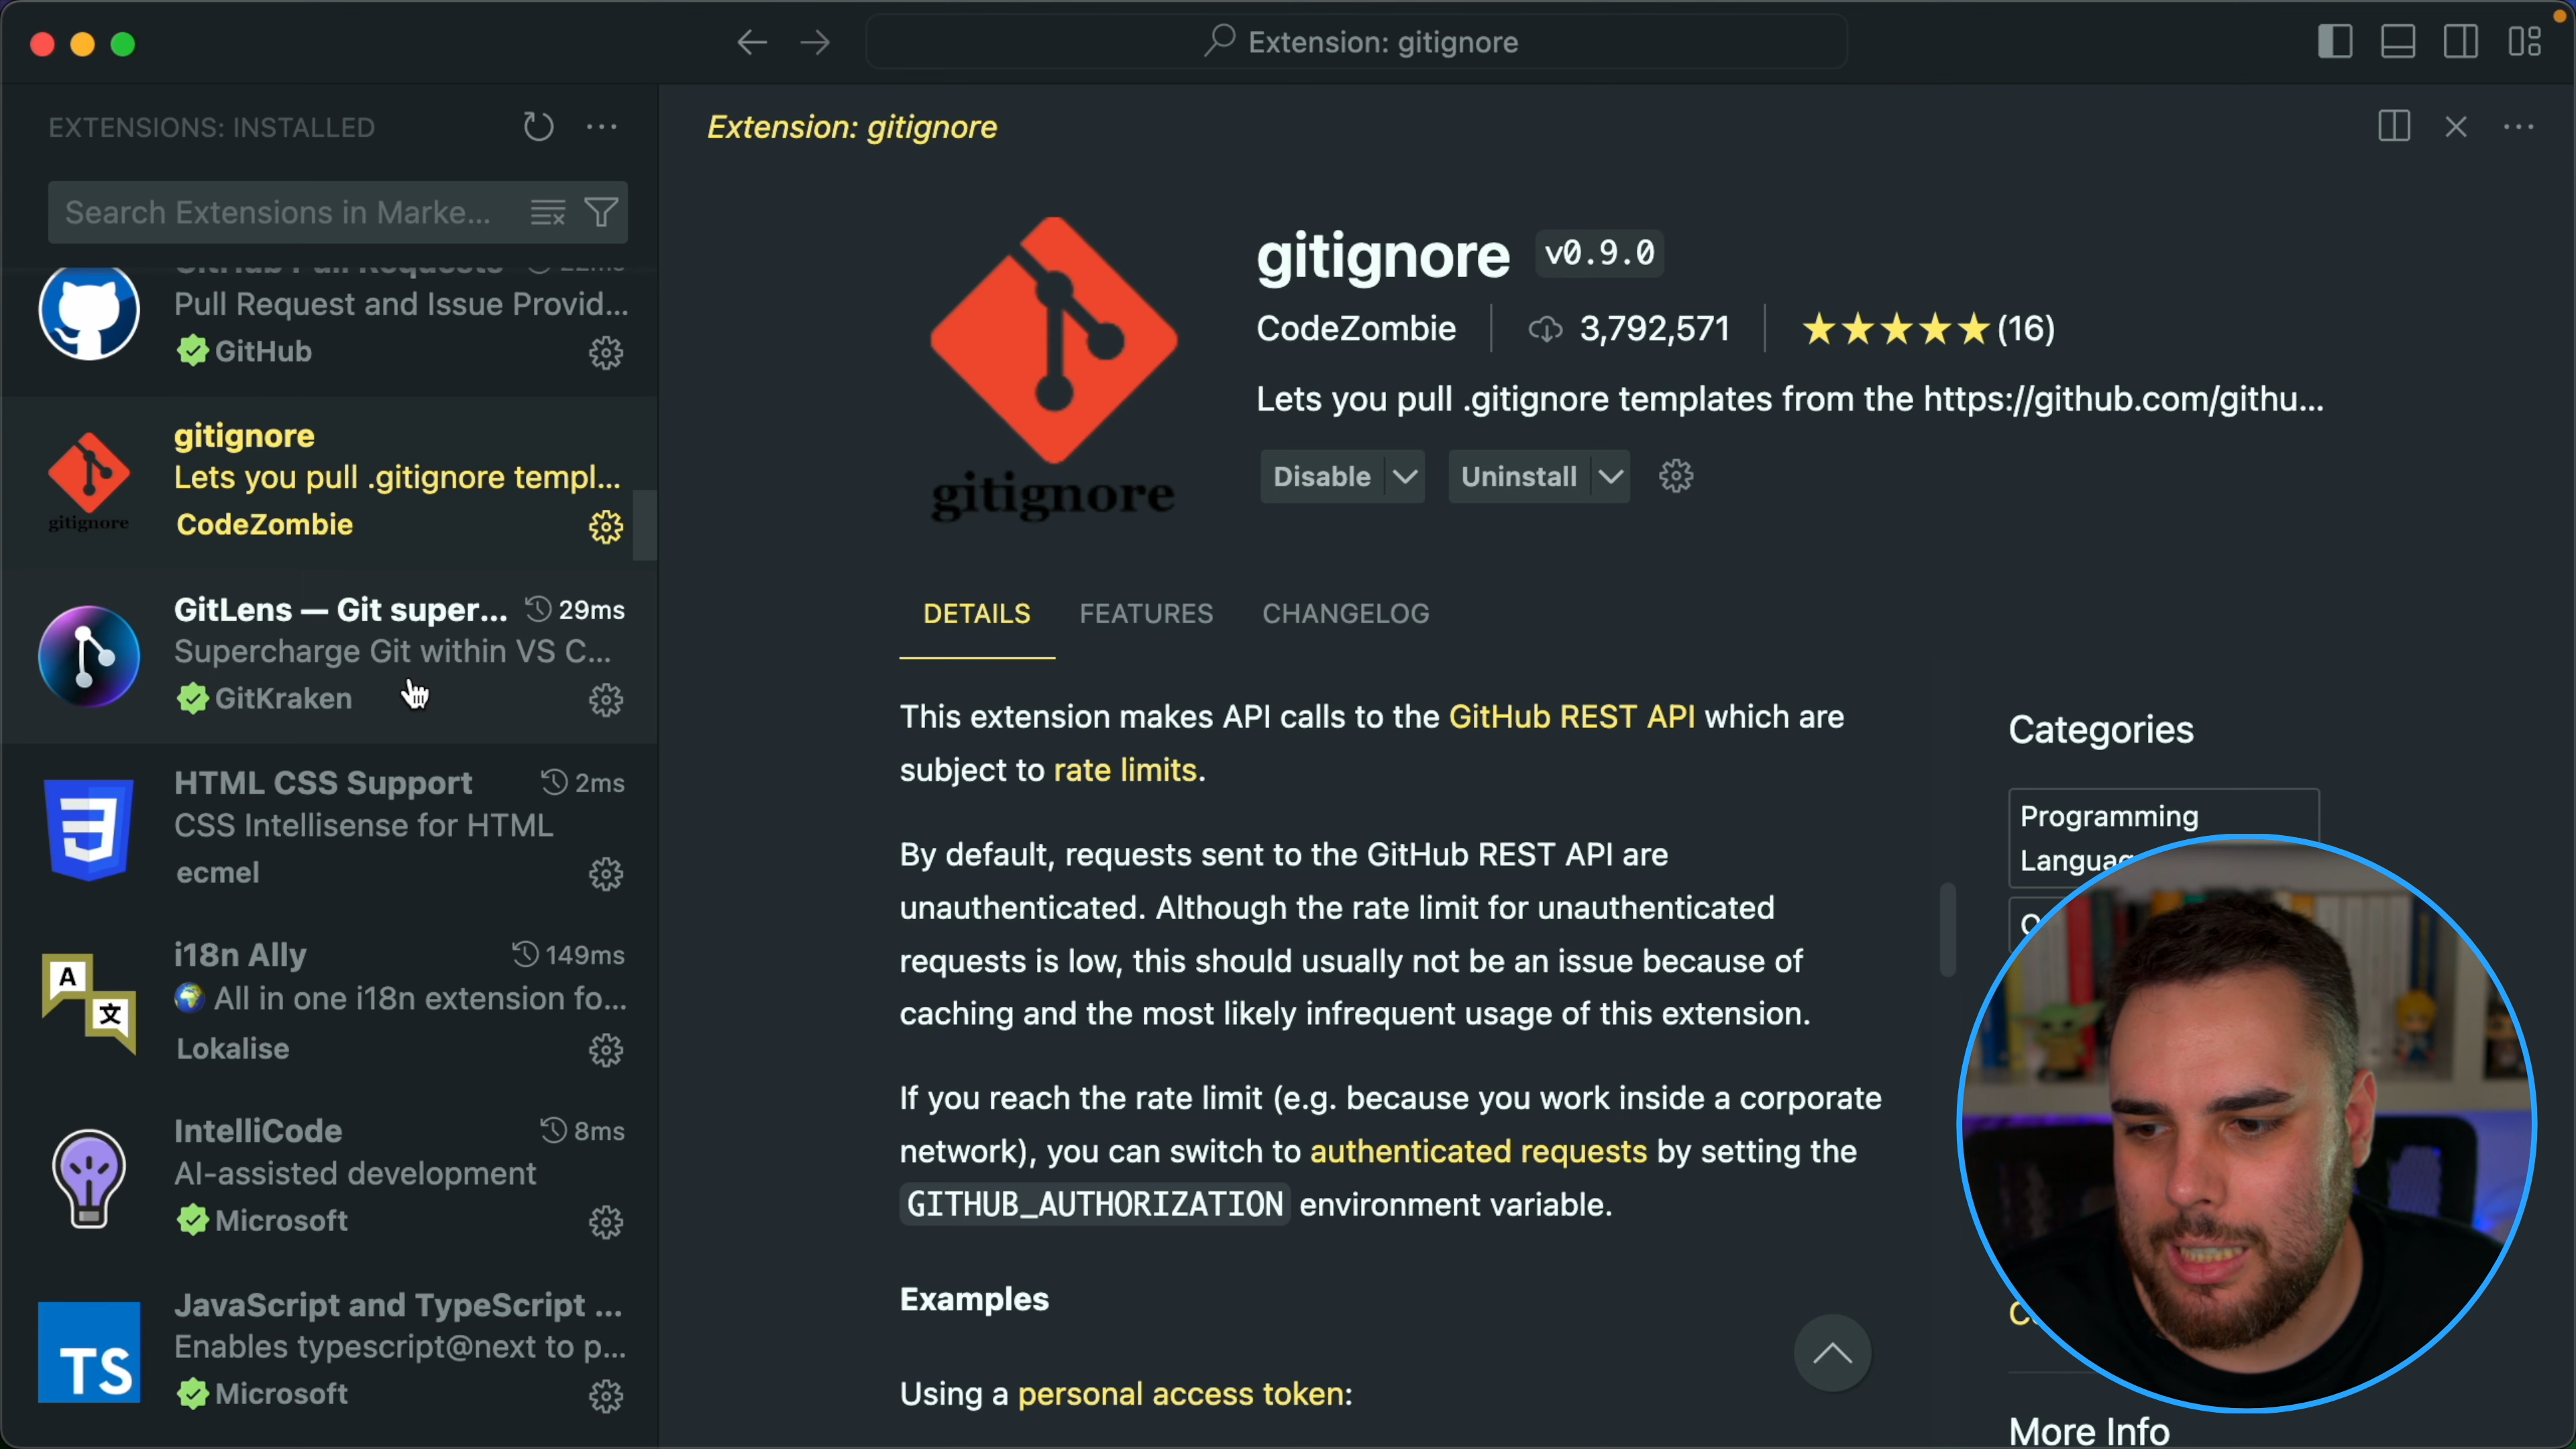 Extension: gitignore
EXTENSIONS: INSTALLED
Search Extensions in Marke...
GitHub Pull Requests 22ms
Pull Request and Issue Provid...
GitHub
gitignore
Lets you pull .gitignore templ...
CodeZombie
gitignore
GitLens — Git super... 29ms
Supercharge Git within VS C...
GitKraken
HTML CSS Support 2ms
CSS Intellisense for HTML
ecmel
A
文
i18n Ally 149ms
All in one i18n extension fo...
Lokalise
IntelliCode 8ms
AI-assisted development
Microsoft
TS
JavaScript and TypeScript ...
Enables typescript@next to p...
Microsoft
Extension: gitignore
gitignore
gitignore v0.9.0
CodeZombie 3,792,571 (16)
Lets you pull .gitignore templates from the https://github.com/githu...
Disable Uninstall
DETAILS FEATURES CHANGELOG
This extension makes API calls to the GitHub REST API which are
subject to rate limits.
By default, requests sent to the GitHub REST API are
unauthenticated. Although the rate limit for unauthenticated
requests is low, this should usually not be an issue because of
caching and the most likely infrequent usage of this extension.
If you reach the rate limit (e.g. because you work inside a corporate
network), you can switch to authenticated requests by setting the
GITHUB_AUTHORIZATION environment variable.
Examples
Using a personal access token:
Categories
Programming
More Info